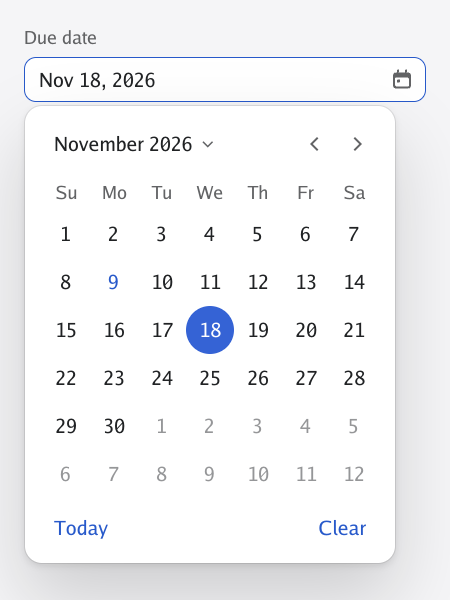 Due date
Nov 18, 2026
November 2026
Su Mo Tu We Th Fr Sa
1 2 3 4 5 6 7
8 9 10 11 12 13 14
15 16 17 18 19 20 21
22 23 24 25 26 27 28
29 30 1 2 3 4 5
6 7 8 9 10 11 12
Today Clear